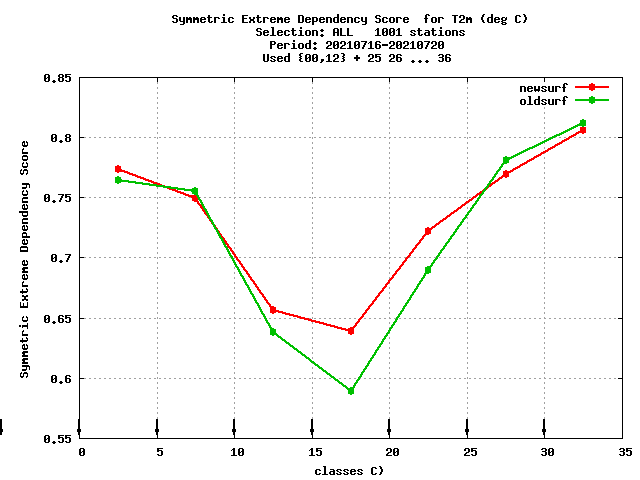 Symmetric Extreme Dependency Score for T2m (deg C)
Selection: ALL 1001 stations
Period: 20210716-20210720
Used {00,12} + 25 26 ... 36
newsurf
oldsurf
Symmetric Extreme Dependency Score
0.85
0.8
0.75
0.7
0.65
0.6
0.55
0 5 10 15 20 25 30 35
classes C)